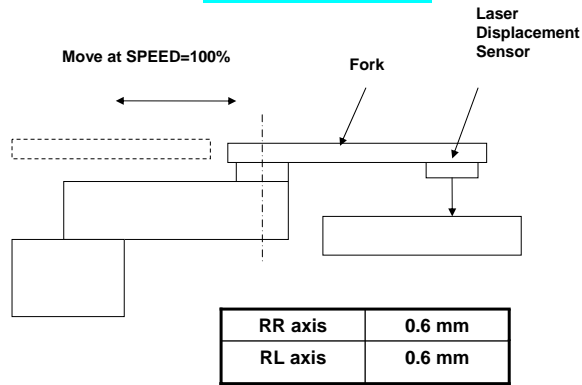 Laser
Displacement
Sensor
Move at SPEED=100%
Fork
RR axis 0.6 mm
RL axis 0.6 mm